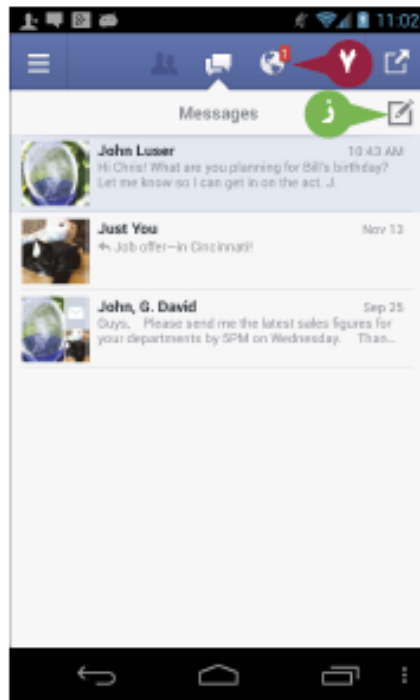 11:02
1
٧
Messages
ز
John Luser 10:43 AM
Hi Chris! What are you planning for Bill's birthday?
Let me know so I can get in on the act. J.
Just You Nov 13
Job offer—in Cincinnati!
John, G. David Sep 25
Guys, Please send me the latest sales figures for
your departments by 5PM on Wednesday. Than...